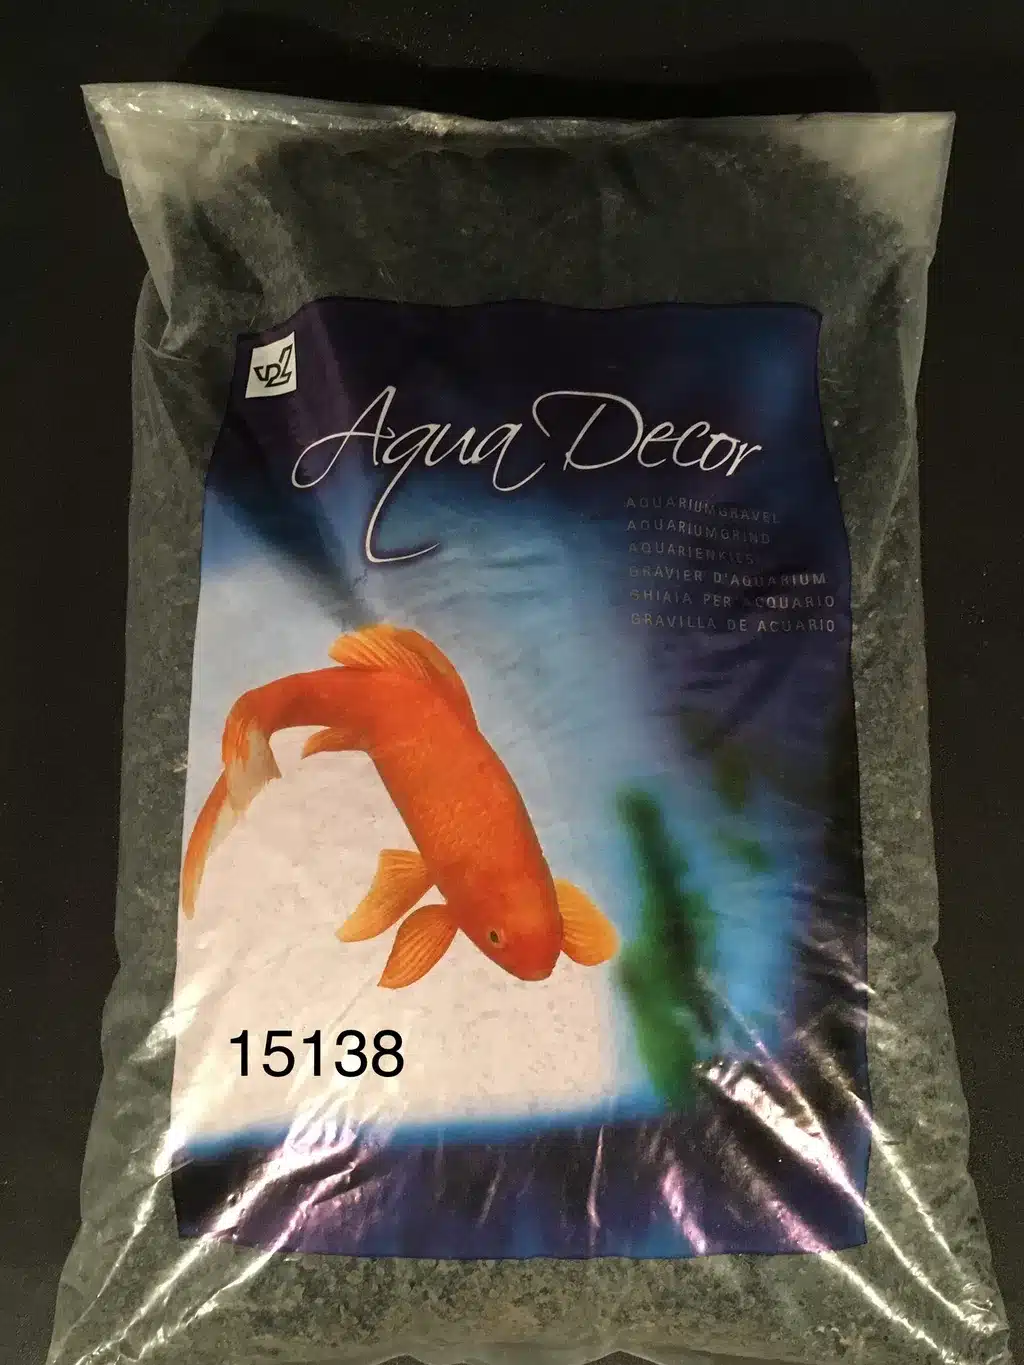 Aqua Decor
AQUARIUMGRAVEL
AQUARIUMGRIND
AQUARIENKIES
GRAVIER D'AQUARIUM
GHIAIA PER ACQUARIO
GRAVILLA DE ACUARIO
15138